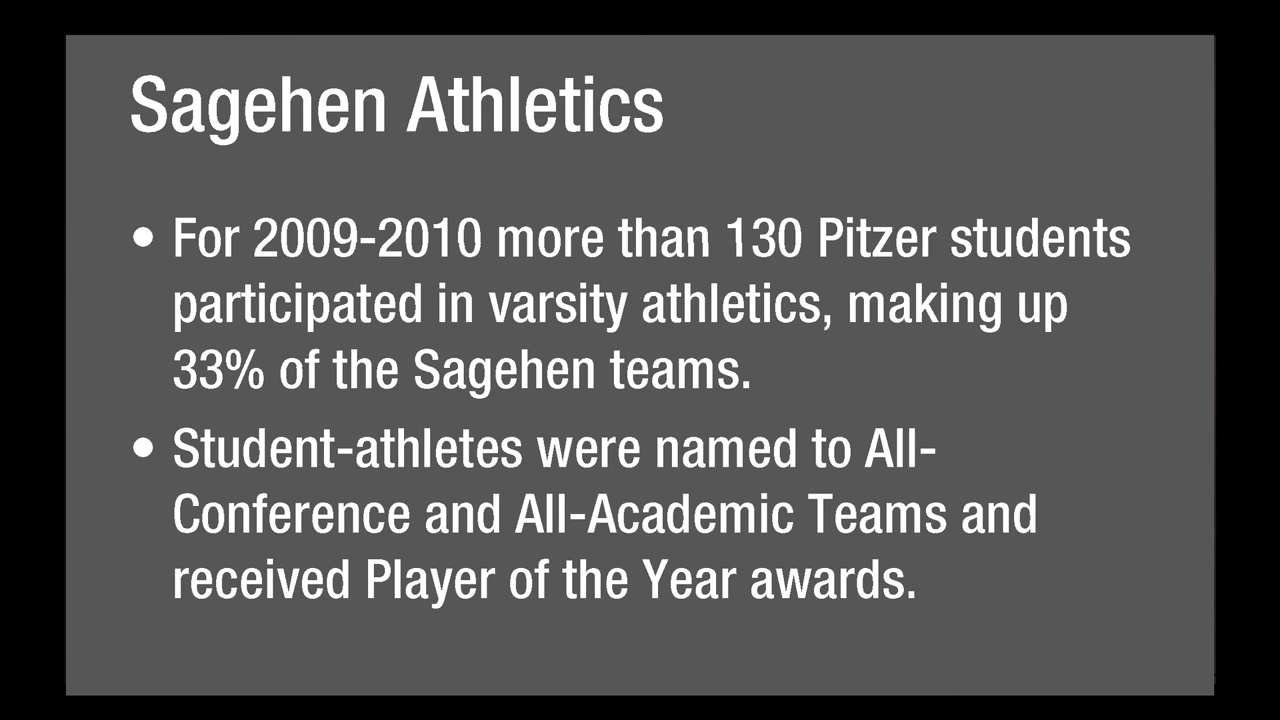 Sagehen Athletics
• For 2009-2010 more than 130 Pitzer students
participated in varsity athletics, making up
33% of the Sagehen teams.
• Student-athletes were named to All-
Conference and All-Academic Teams and
received Player of the Year awards.